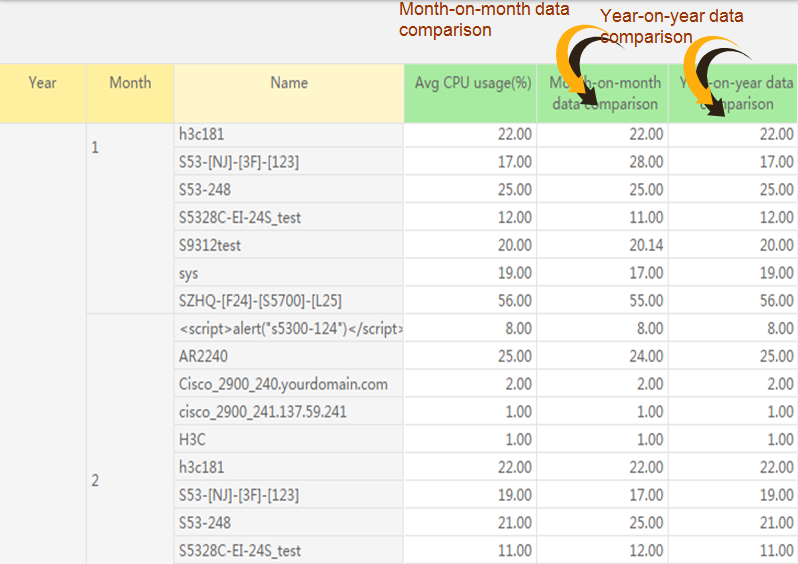 Month-on-month data
comparison
Year-on-year data
comparison
Year Month Name Avg CPU usage(%) Month-on-month data comparison Year-on-year data comparison
1
h3c181 22.00 22.00 22.00
S53-[NJ]-[3F]-[123] 17.00 28.00 17.00
S53-248 25.00 25.00 25.00
S5328C-EI-24S_test 12.00 11.00 12.00
S9312test 20.00 20.14 20.00
sys 19.00 17.00 19.00
SZHQ-[F24]-[S5700]-[L25] 56.00 55.00 56.00
<script>alert("s5300-124")</script> 8.00 8.00 8.00
AR2240 25.00 24.00 25.00
Cisco_2900_240.yourdomain.com 2.00 2.00 2.00
cisco_2900_241.137.59.241 1.00 1.00 1.00
H3C 1.00 1.00 1.00
h3c181 22.00 22.00 22.00
2
S53-[NJ]-[3F]-[123] 19.00 17.00 19.00
S53-248 21.00 25.00 21.00
S5328C-EI-24S_test 11.00 12.00 11.00